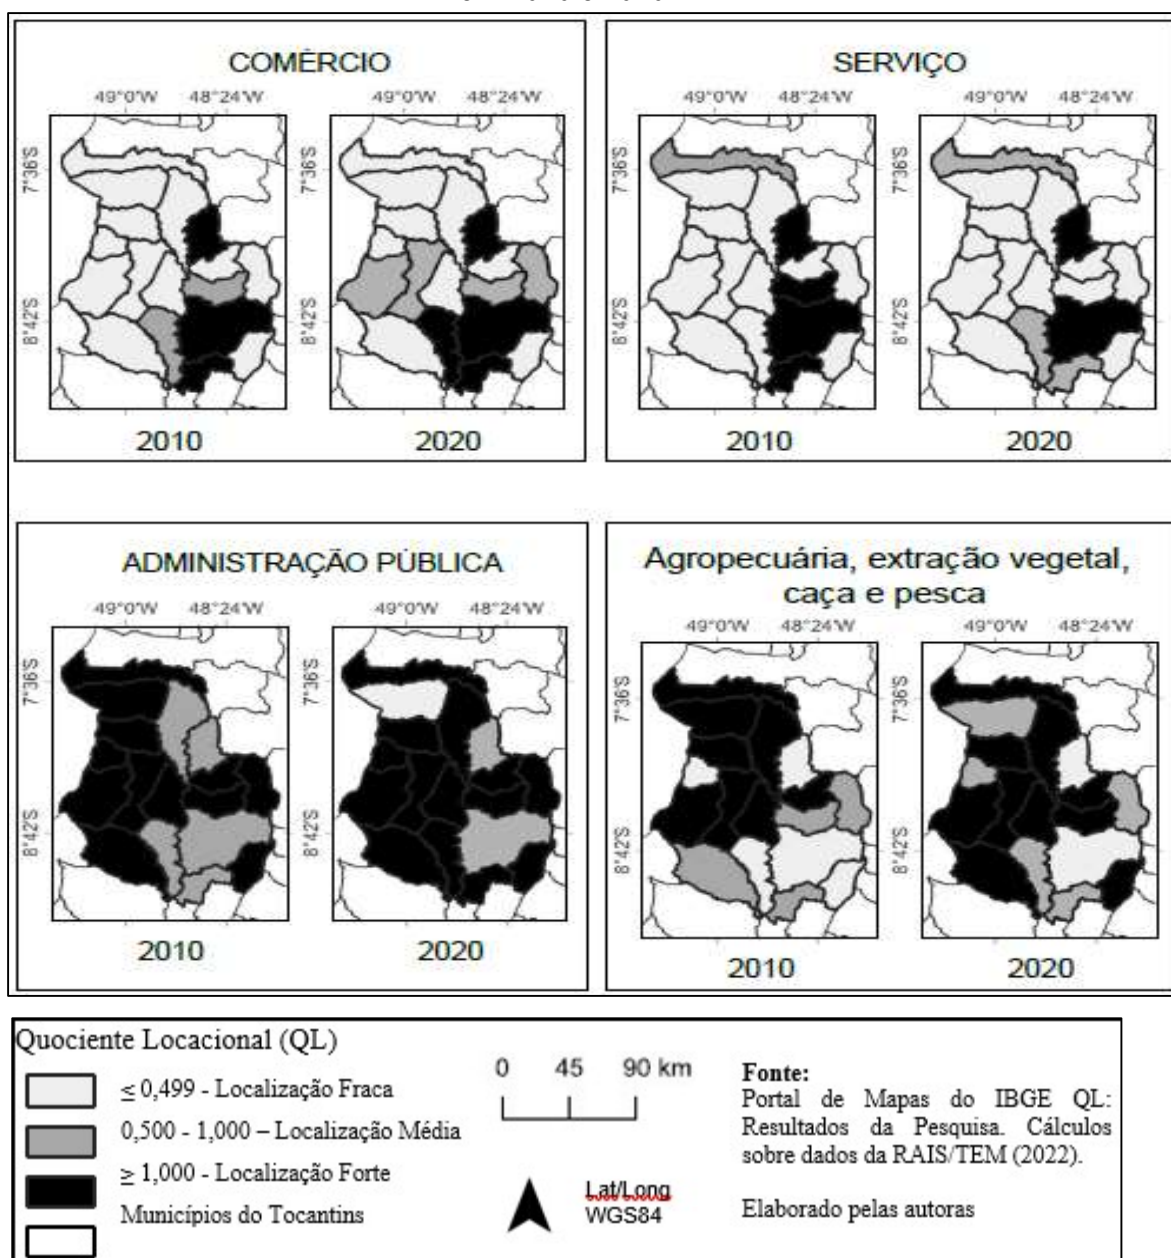 COMÉRCIO
49°0'W 48°24'W 49°0'W 48°24'W
7°36'S 7°36'S
8°42'S 8°42'S
2010 2020
SERVIÇO
49°0'W 48°24'W 49°0'W 48°24'W
7°36'S 7°36'S
8°42'S 8°42'S
2010 2020
ADMINISTRAÇÃO PÚBLICA
49°0'W 48°24'W 49°0'W 48°24'W
7°36'S 7°36'S
8°42'S 8°42'S
2010 2020
Agropecuária, extração vegetal,
caça e pesca
49°0'W 48°24'W 49°0'W 48°24'W
7°36'S 7°36'S
8°42'S 8°42'S
2010 2020
Quociente Locacional (QL)
≤ 0,499 - Localização Fraca
0,500 - 1,000 – Localização Média
≥ 1,000 - Localização Forte
Municípios do Tocantins
0 45 90 km
Lat/Long
WGS84
Fonte:
Portal de Mapas do IBGE QL:
Resultados da Pesquisa. Cálculos
sobre dados da RAIS/TEM (2022).
Elaborado pelas autoras